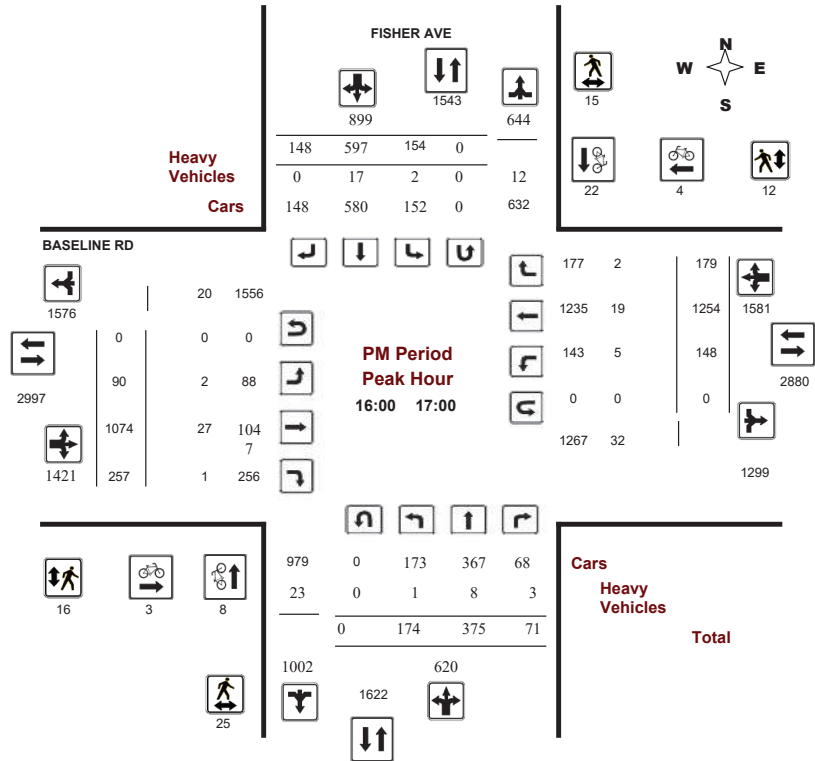 FISHER AVE
N
W E
S
1543
15
899 644
148 597 154 0
Heavy
Vehicles
0 17 2 0 12
22 4 12
Cars
148 580 152 0 632
BASELINE RD
177 2 179
1576
20 1556
1235 19 1254 1581
0 0 0
PM Period
143 5 148
2997
90 2 88
Peak Hour
2880
16:00 17:00
0 0 0
1074 27 104
7
1267 32
1421 257 1 256
1299
979 0 173 367 68 Cars
23 0 1 8 3 Heavy
Vehicles
16 3 8
0 174 375 71 Total
1002 620
1622
25